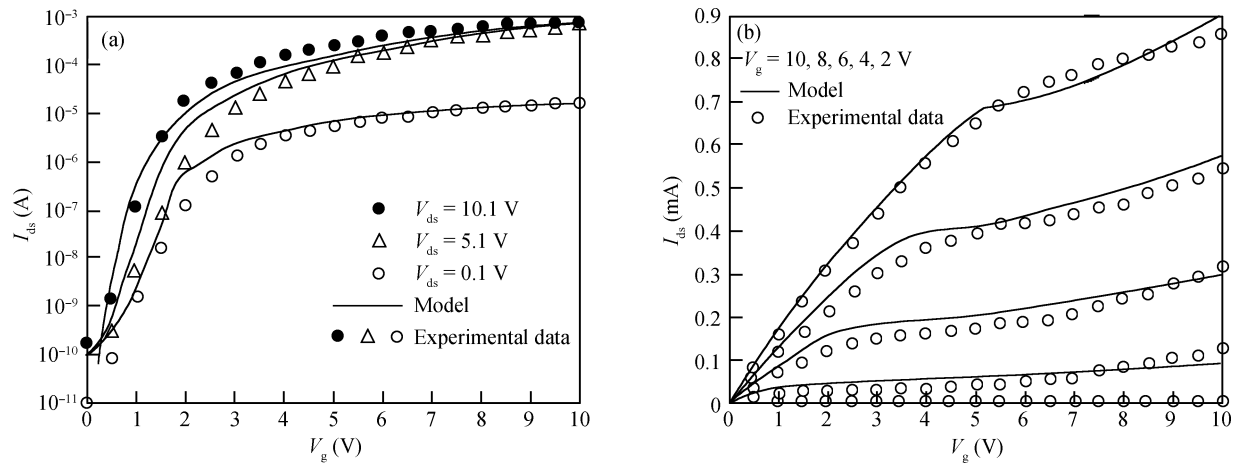 (a)
10⁻³
10⁻⁴
10⁻⁵
10⁻⁶
10⁻⁷
10⁻⁸
10⁻⁹
10⁻¹⁰
10⁻¹¹
I_ds (A)
V_ds = 10.1 V
V_ds = 5.1 V
V_ds = 0.1 V
Model
Experimental data
0 1 2 3 4 5 6 7 8 9 10
V_g (V)
(b)
0.9
0.8
0.7
0.6
0.5
0.4
0.3
0.2
0.1
0
I_ds (mA)
V_g = 10, 8, 6, 4, 2 V
Model
Experimental data
0 1 2 3 4 5 6 7 8 9 10
V_g (V)